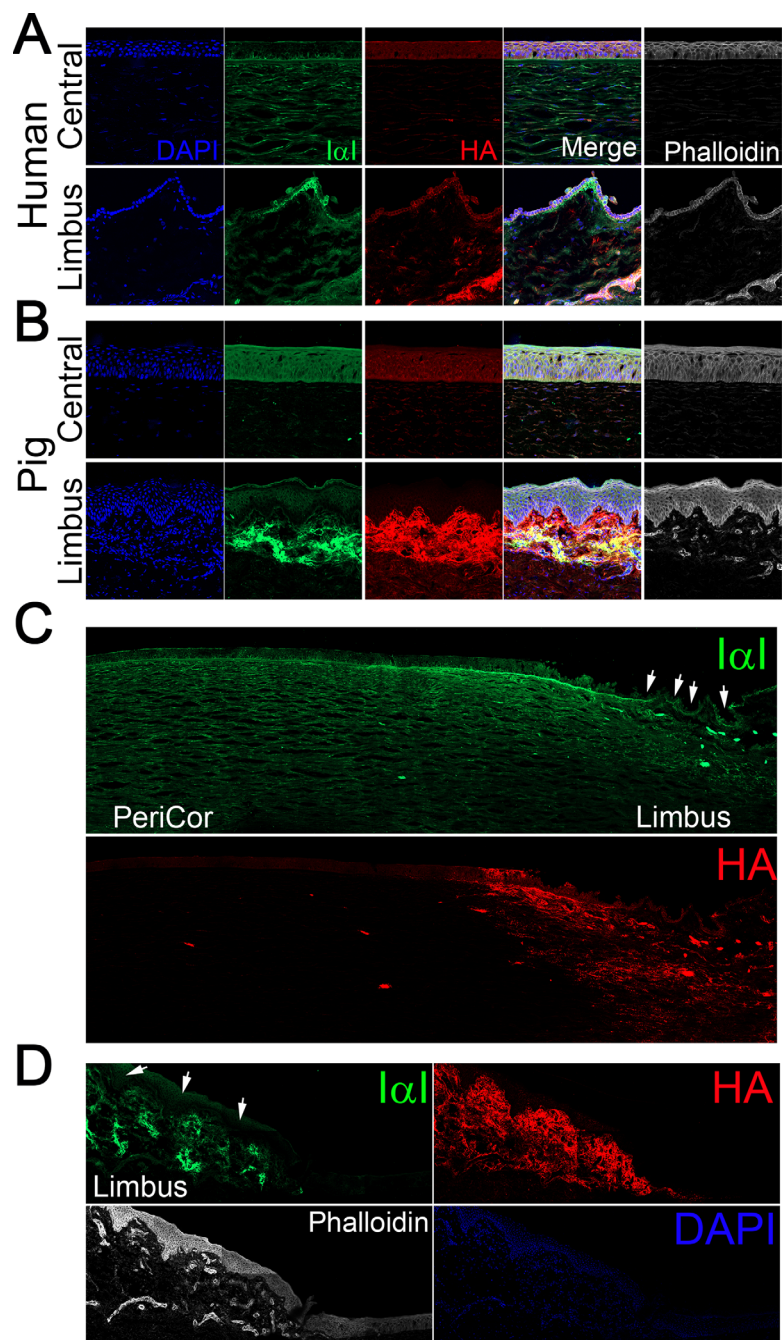 A
Human
Central
DAPI
IαI
HA
Merge
Phalloidin
Limbus
B
Pig
Central
Limbus
C
IαI
PeriCor
Limbus
HA
D
IαI
HA
Limbus
Phalloidin
DAPI